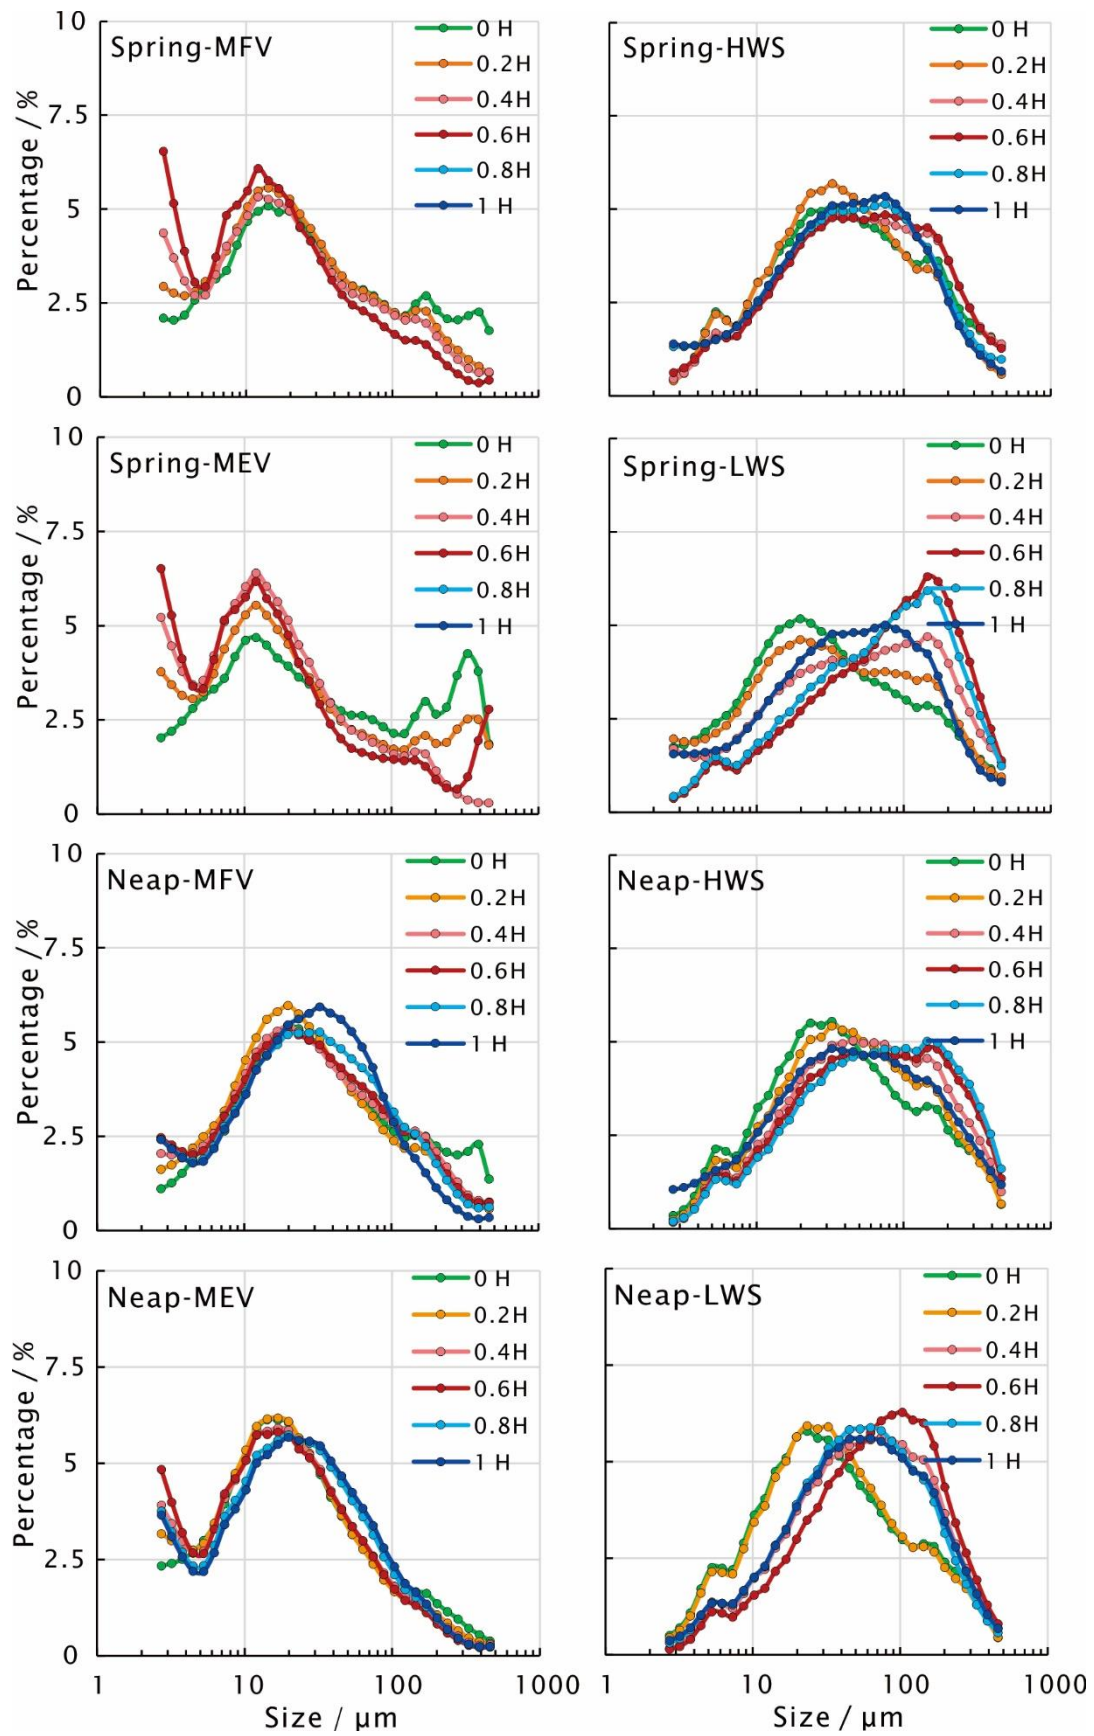 10
7.5
5
2.5
0
Percentage / %
Spring-MFV
0 H
0.2H
0.4H
0.6H
0.8H
1 H
Spring-HWS
0 H
0.2H
0.4H
0.6H
0.8H
1 H
10
7.5
5
2.5
0
Percentage / %
Spring-MEV
0 H
0.2H
0.4H
0.6H
0.8H
1 H
Spring-LWS
0 H
0.2H
0.4H
0.6H
0.8H
1 H
10
7.5
5
2.5
0
Percentage / %
Neap-MFV
0 H
0.2H
0.4H
0.6H
0.8H
1 H
Neap-HWS
0 H
0.2H
0.4H
0.6H
0.8H
1 H
10
7.5
5
2.5
0
Percentage / %
Neap-MEV
0 H
0.2H
0.4H
0.6H
0.8H
1 H
Neap-LWS
0 H
0.2H
0.4H
0.6H
0.8H
1 H
1 10 100 1000
Size / μm
1 10 100 1000
Size / μm